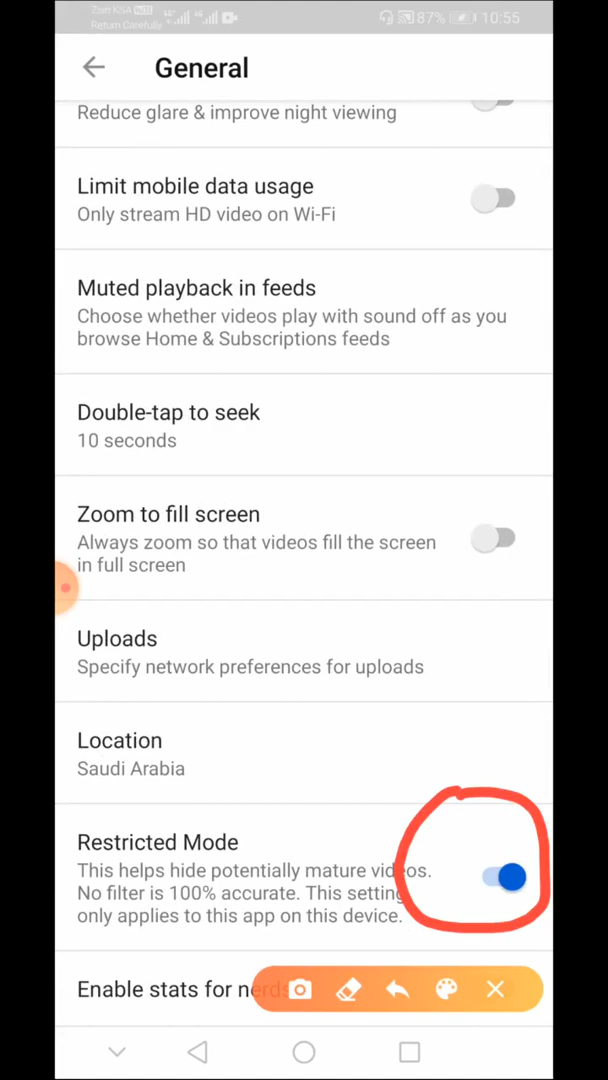 Zain KSA VoLTE
Return Carefully
87% 10:55
General
Reduce glare & improve night viewing
Limit mobile data usage
Only stream HD video on Wi-Fi
Muted playback in feeds
Choose whether videos play with sound off as you
browse Home & Subscriptions feeds
Double-tap to seek
10 seconds
Zoom to fill screen
Always zoom so that videos fill the screen
in full screen
Uploads
Specify network preferences for uploads
Location
Saudi Arabia
Restricted Mode
This helps hide potentially mature videos.
No filter is 100% accurate. This setting
only applies to this app on this device.
Enable stats for nerds